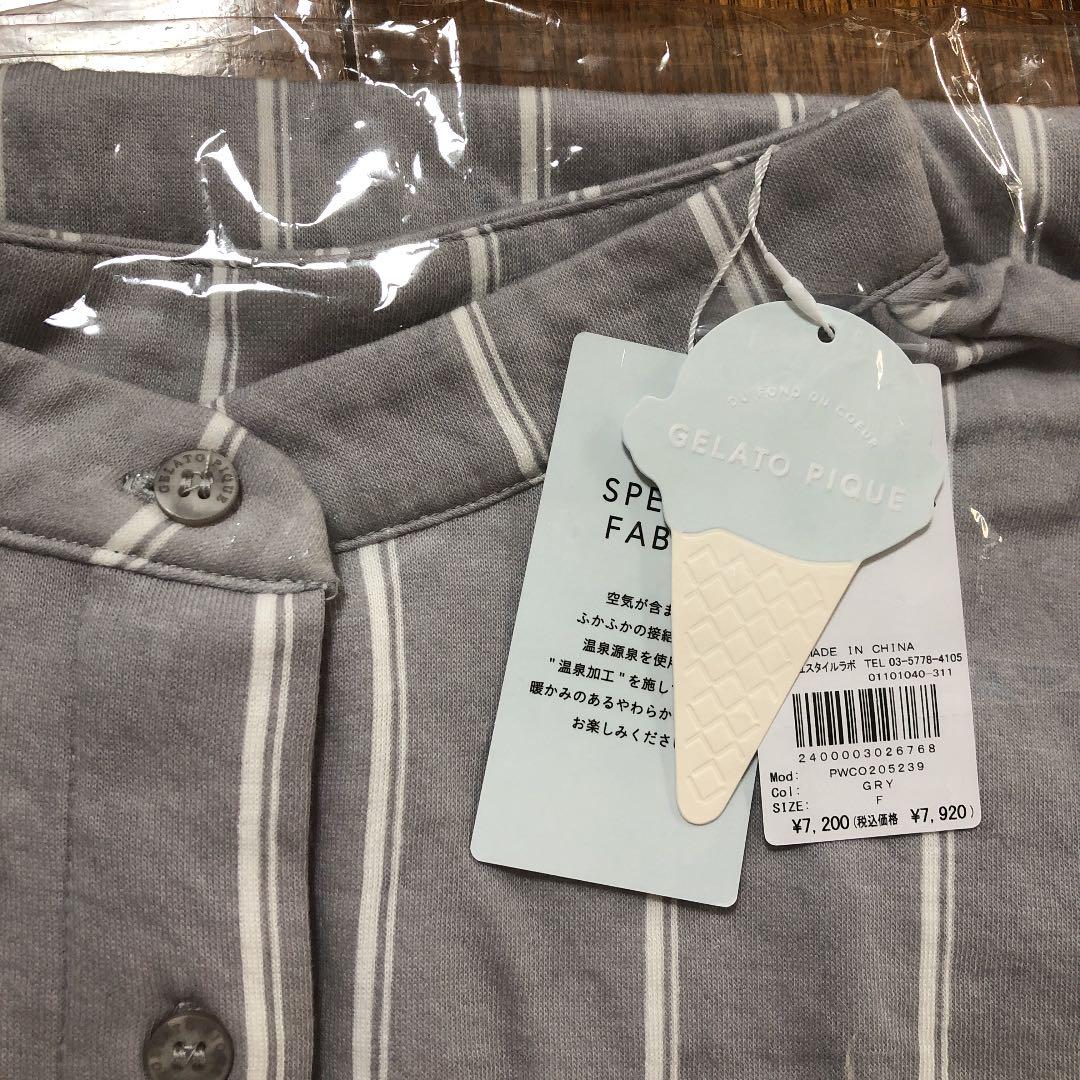 GELATO PIQUE
DU FOND DU COEUR
GELATO PIQUE
空気が含ま
ふかふかの接結
温泉源泉を使用
"温泉加工"を施し
暖かみのあるやわらか
お楽しみくださ
MADE IN CHINA
スタイルラボ TEL 03-5778-4105
01101040-311
2400003026768
Mod: PWCO205239
Col: GRY
SIZE: F
¥7,200(税込価格 ¥7,920)